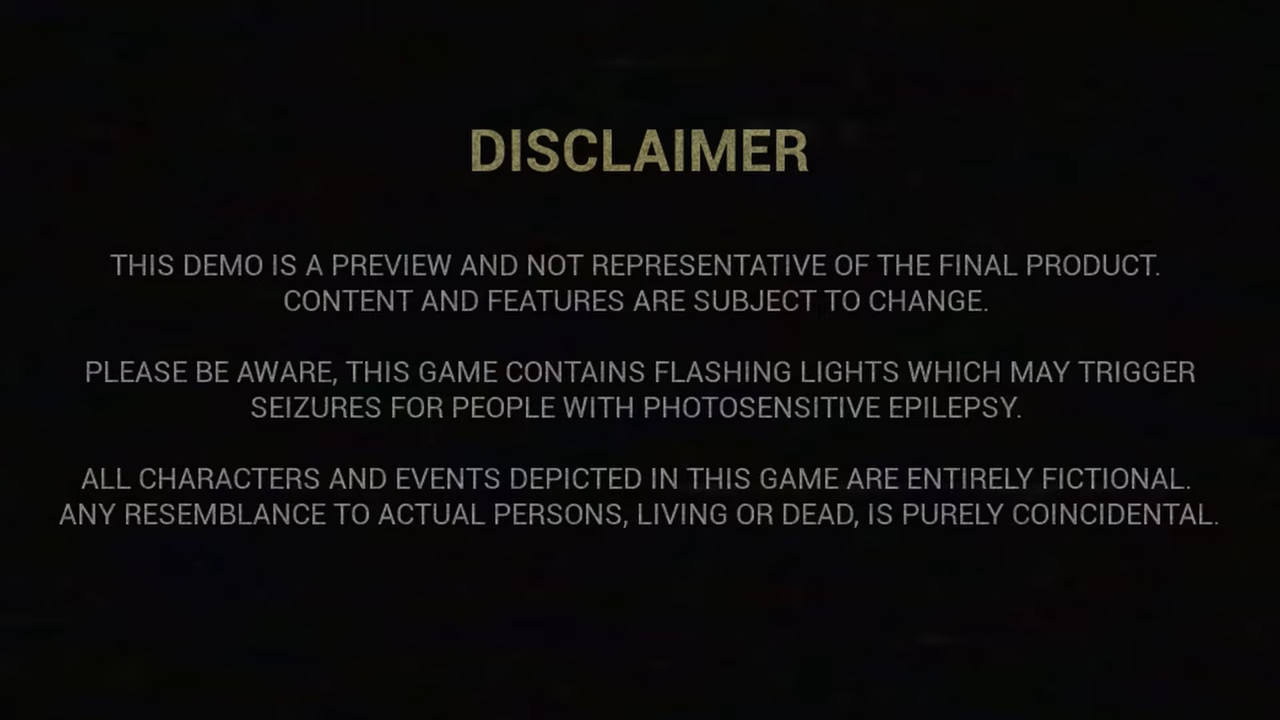 DISCLAIMER
THIS DEMO IS A PREVIEW AND NOT REPRESENTATIVE OF THE FINAL PRODUCT.
CONTENT AND FEATURES ARE SUBJECT TO CHANGE.
PLEASE BE AWARE, THIS GAME CONTAINS FLASHING LIGHTS WHICH MAY TRIGGER
SEIZURES FOR PEOPLE WITH PHOTOSENSITIVE EPILEPSY.
ALL CHARACTERS AND EVENTS DEPICTED IN THIS GAME ARE ENTIRELY FICTIONAL.
ANY RESEMBLANCE TO ACTUAL PERSONS, LIVING OR DEAD, IS PURELY COINCIDENTAL.